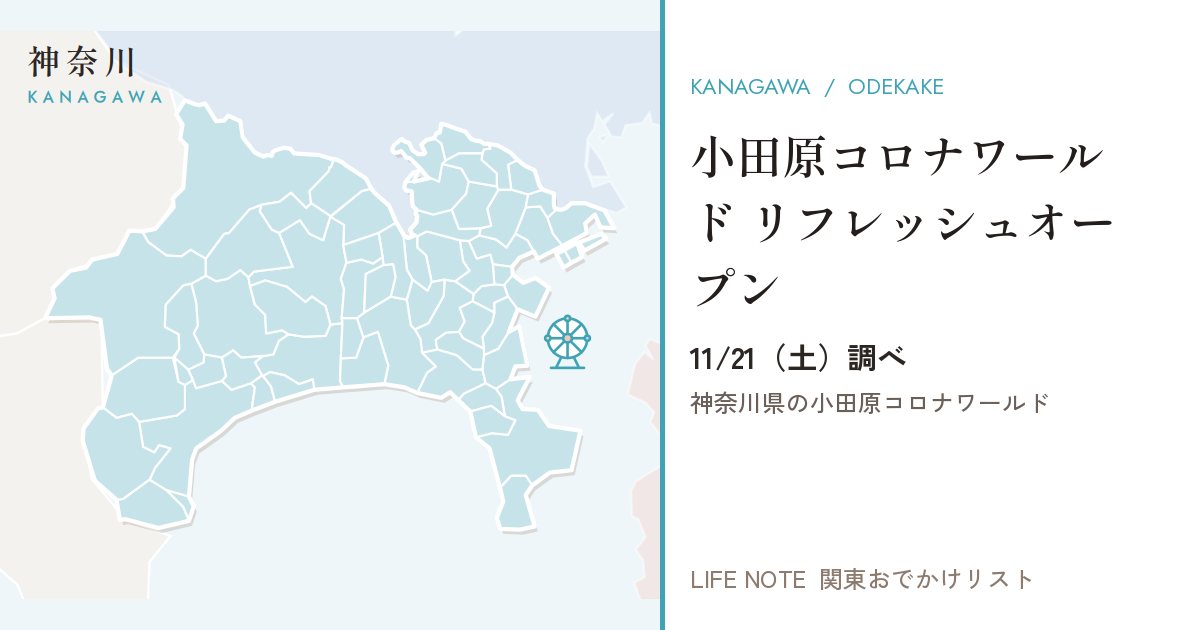 神奈川
KANAGAWA
KANAGAWA / ODEKAKE
小田原コロナワール
ド リフレッシュオー
プン
11/21（土）調べ
神奈川県の小田原コロナワールド
LIFE NOTE 関東おでかけリスト